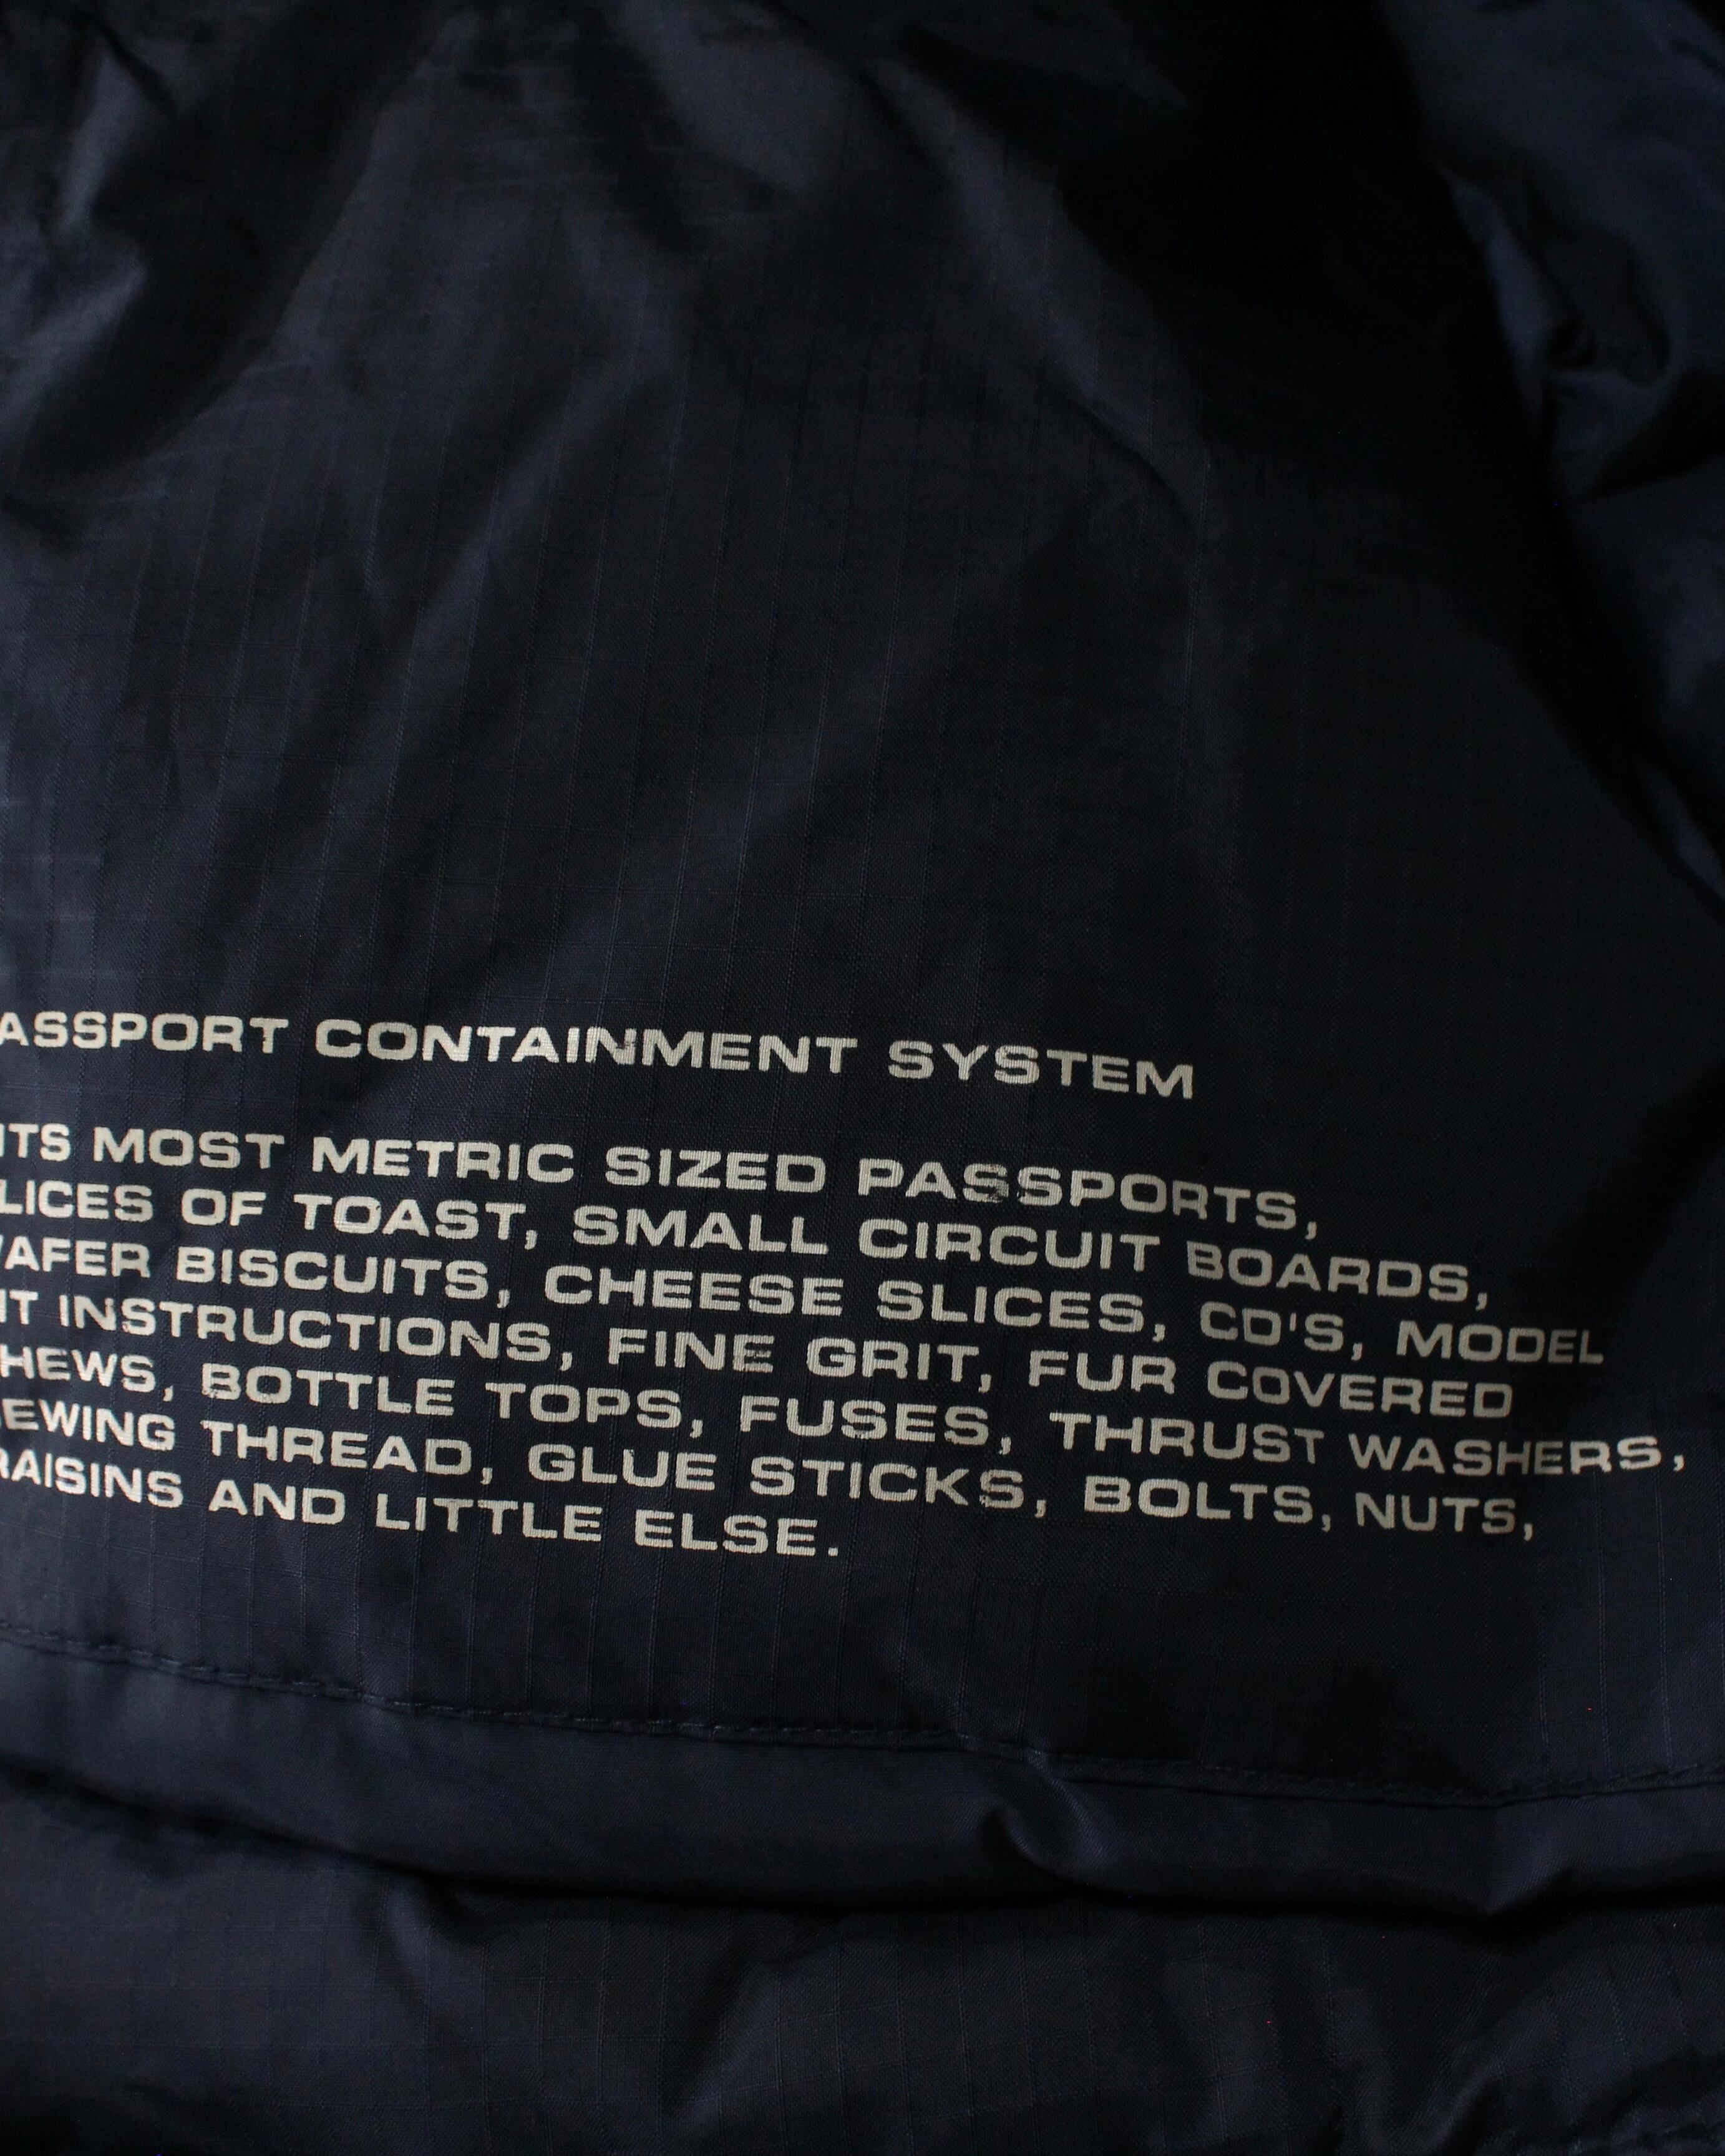 ASSPORT CONTAINMENT SYSTEM
ITS MOST METRIC SIZED PASSPORTS,
LICES OF TOAST, SMALL CIRCUIT BOARDS,
AFER BISCUITS, CHEESE SLICES, CD'S, MODEL
IT INSTRUCTIONS, FINE GRIT, FUR COVERED
HEWS, BOTTLE TOPS, FUSES, THRUST WASHERS,
EWING THREAD, GLUE STICKS, BOLTS, NUTS,
RAISINS AND LITTLE ELSE.